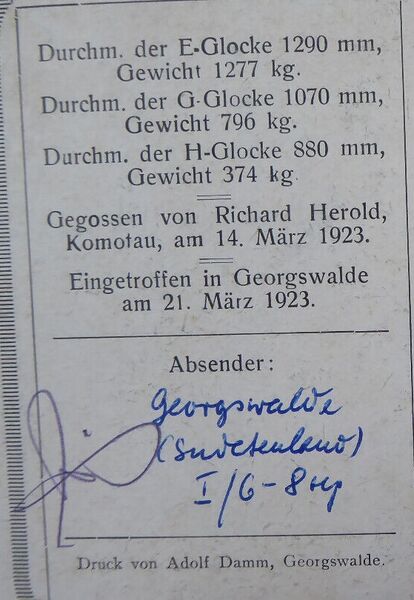 Durchm. der E-Glocke 1290 mm,
Gewicht 1277 kg.
Durchm. der G-Glocke 1070 mm,
Gewicht 796 kg.
Durchm. der H-Glocke 880 mm,
Gewicht 374 kg
Gegossen von Richard Herold,
Komotau, am 14. März 1923.
Eingetroffen in Georgswalde
am 21. März 1923.
Absender:
Georgswalde
(Sudetenland)
I/6-8
Druck von Adolf Damm, Georgswalde.